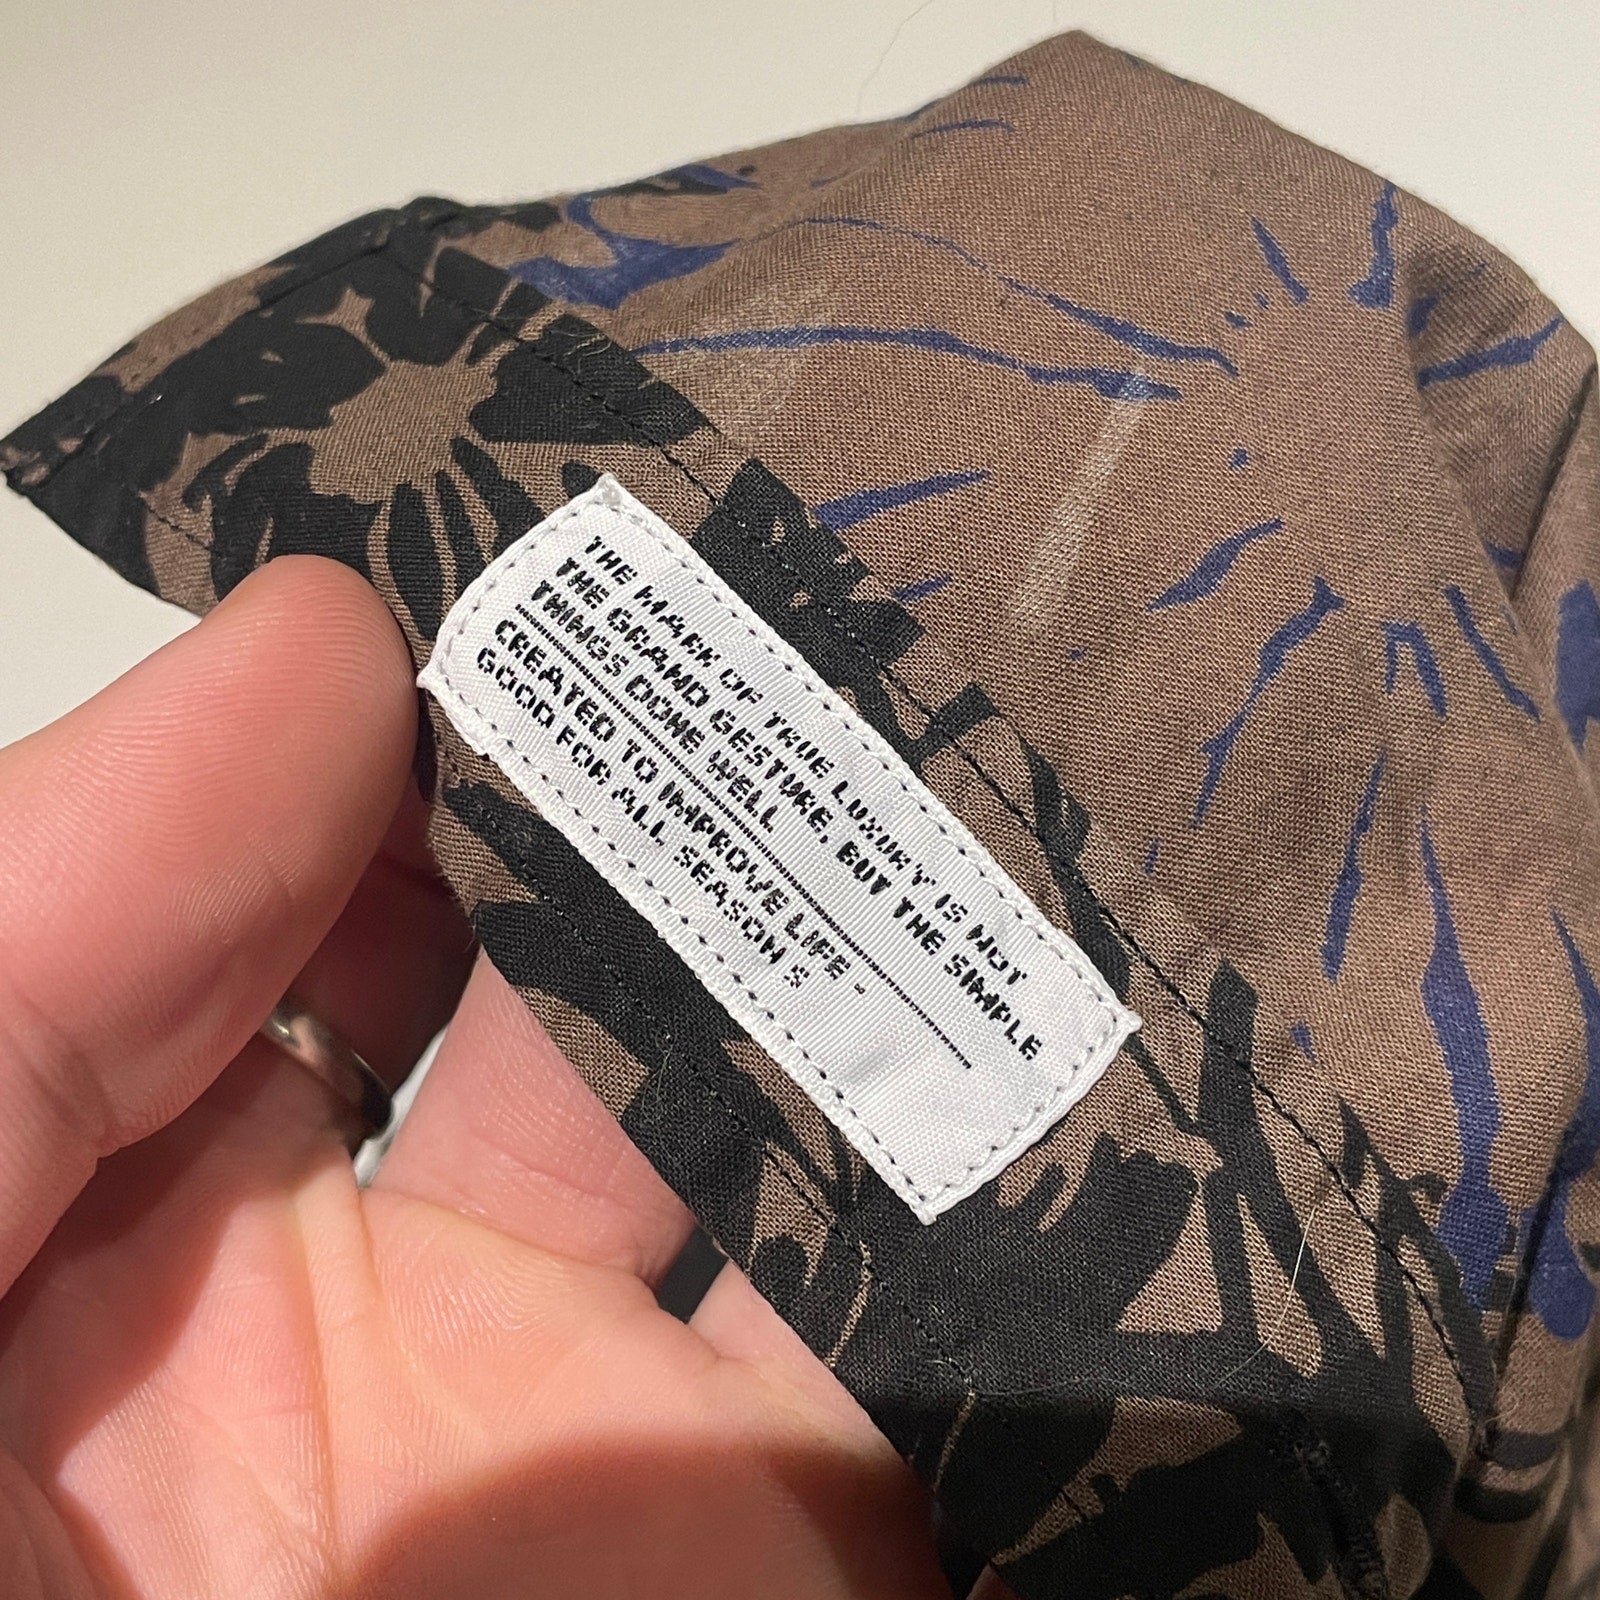 THE MARK OF TRUE LUXURY IS NOT
THE GRAND GESTURE, BUT THE SIMPLE
THINGS DONE WELL
CREATED TO IMPROVE LIFE -
GOOD FOR ALL SEASON S